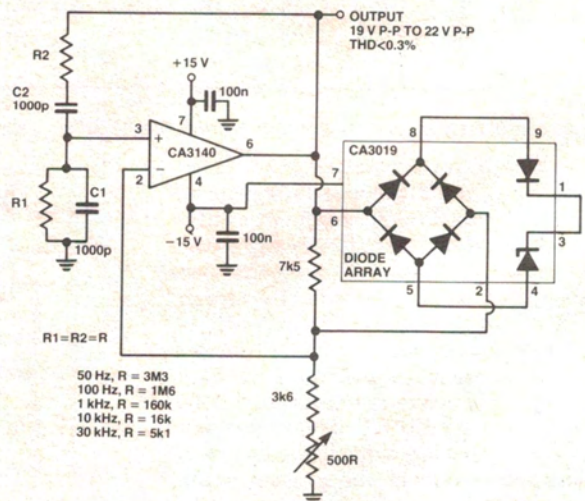 OUTPUT
19 V P-P TO 22 V P-P
THD<0.3%
R2
+15 V
100n
C2
1000p
7
3
+
CA3140
6
2
−
4
8
9
CA3019
7
1
R1
C1
1000p
−15 V
100n
6
3
7k5
DIODE
ARRAY
5
2
4
R1=R2=R
50 Hz, R = 3M3
100 Hz, R = 1M6
1 kHz, R = 160k
10 kHz, R = 16k
30 kHz, R = 5k1
3k6
500R